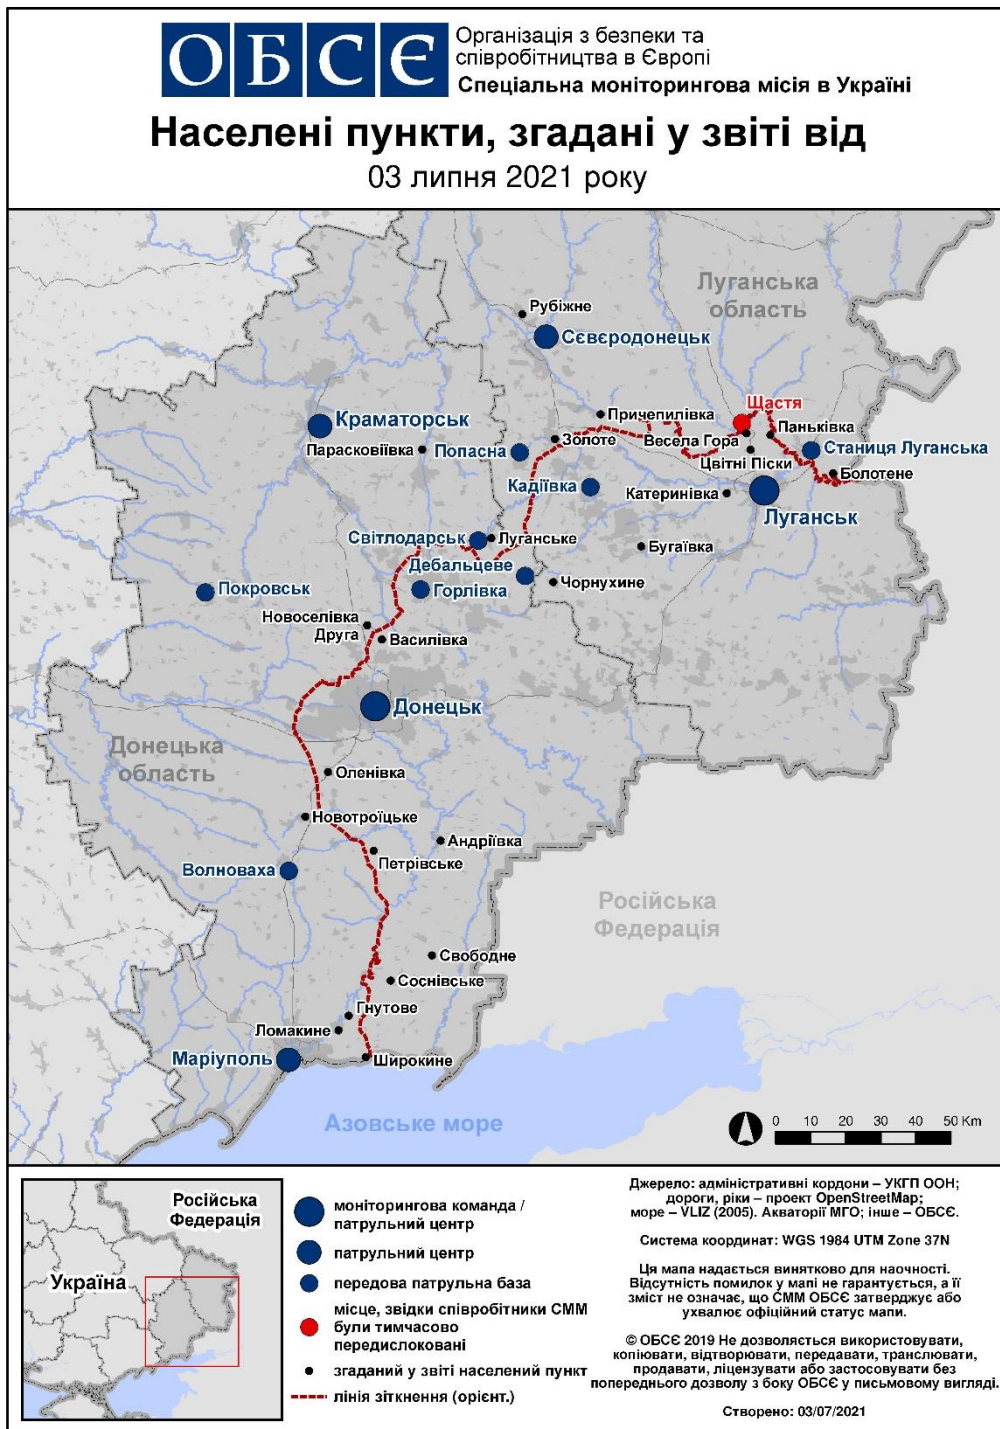 ОБСЄ
Організація з безпеки та
співробітництва в Європі
Спеціальна моніторингова місія в Україні
Населені пункти, згадані у звіті від
03 липня 2021 року
Луганська
область
Рубіжне
Сєвєродонецьк
Щастя
Краматорськ
Причепилівка
Паньківка
Золоте
Весела Гора
Парасковіївка
Попасна
Станиця Луганська
Цвітні Піски
Болотене
Кадіївка
Катеринівка
Луганськ
Світлодарськ
Луганське
Бугаївка
Дебальцеве
Чорнухине
Покровськ
Горлівка
Новоселівка
Друга
Василівка
Донецьк
Донецька
область
Оленівка
Новотроїцьке
Андріївка
Петрівське
Волноваха
Російська
Федерація
Свободне
Соснівське
Гнутове
Ломакине
Маріуполь
Широкине
Азовське море
0 10 20 30 40 50 Km
Російська
Федерація
Україна
моніторингова команда /
патрульний центр
патрульний центр
передова патрульна база
місце, звідки співробітники СММ
були тимчасово
передислоковані
згаданий у звіті населений пункт
лінія зіткнення (орієнт.)
Джерело: адміністративні кордони – УКГП ООН;
дороги, ріки – проект OpenStreetMap;
море – VLIZ (2005). Акваторії МГО; інше – ОБСЄ.
Система координат: WGS 1984 UTM Zone 37N
Ця мапа надається винятково для наочності.
Відсутність помилок у мапі не гарантується, а її
зміст не означає, що СММ ОБСЄ затверджує або
ухвалює офіційний статус мапи.
© ОБСЄ 2019 Не дозволяється використовувати,
копіювати, відтворювати, передавати, транслювати,
продавати, ліцензувати або застосовувати без
попереднього дозволу з боку ОБСЄ у письмовому вигляді.
Створено: 03/07/2021